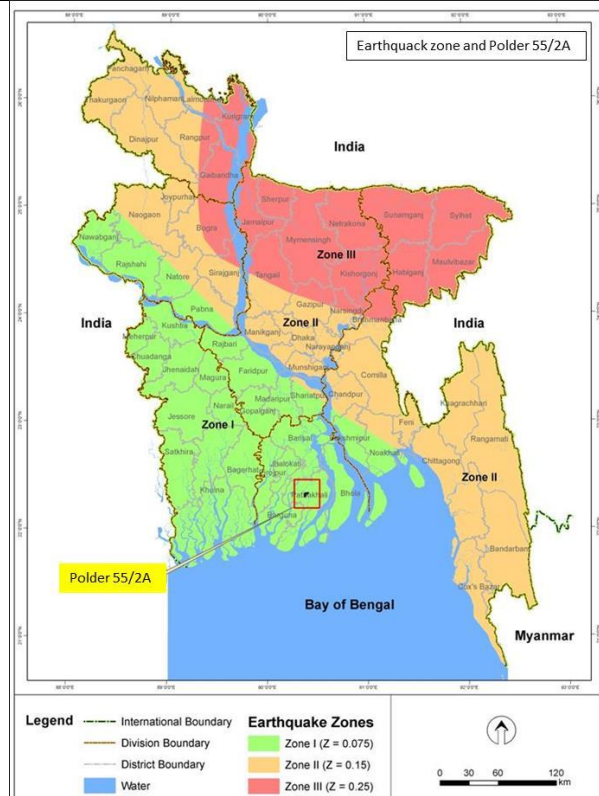 Earthquack zone and Polder 55/2A
Panchagarh
Thakurgaon
Nilphamari
Lalmonirhat
Kurigram
Dinajpur
Rangpur
India
Gaibandha
Joypurhat
Sherpur
Naogaon
Bogra
Jamalpur
Netrakona
Sunamganj
Sylhet
Nawabganj
Mymensingh
Zone III
Rajshahi
Natore
Sirajganj
Tangail
Kishorganj
Habiganj
Maulvibazar
Pabna
Gazipur
Narsingdi
India
Kushtia
Zone II
Brahmanbaria
India
Meherpur
Rajbari
Manikganj
Dhaka
Chuadanga
Narayanganj
Jhenaidah
Faridpur
Munshiganj
Comilla
Magura
Madaripur
Shariatpur
Chandpur
Khagrachhari
Narail
Gopalganj
Jessore
Zone I
Feni
Rangamati
Barisal
Lakshmipur
Noakhali
Satkhira
Chittagong
Bagerhat
Jhalokati
Pirojpur
Zone II
Khulna
Patuakhali
Bhola
Barguna
Bandarban
Polder 55/2A
Cox's Bazar
Bay of Bengal
Myanmar
Legend
International Boundary
Division Boundary
District Boundary
Water
Earthquake Zones
Zone I (Z = 0.075)
Zone II (Z = 0.15)
Zone III (Z = 0.25)
0 30 60 120
km